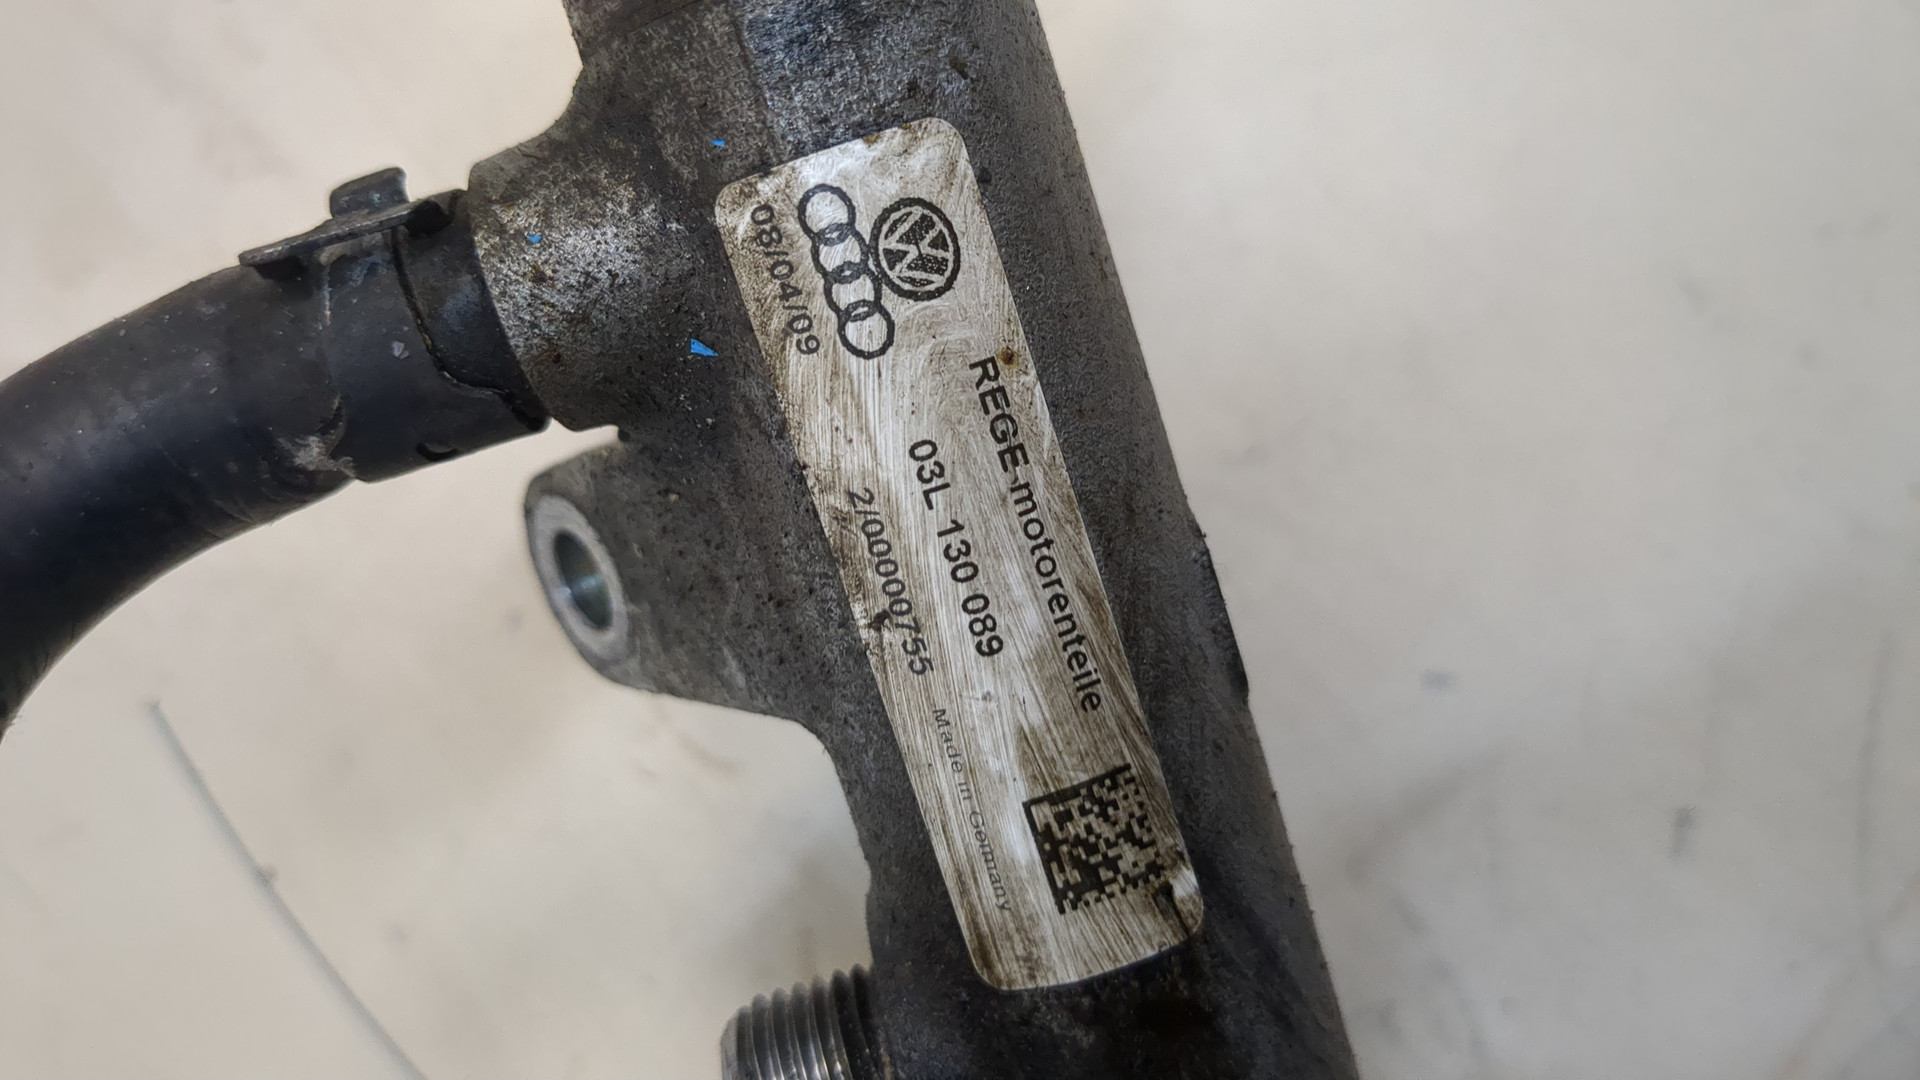 REGE-motorenteile
03L 130 089
08/04/09
2/00000755
Made in Germany